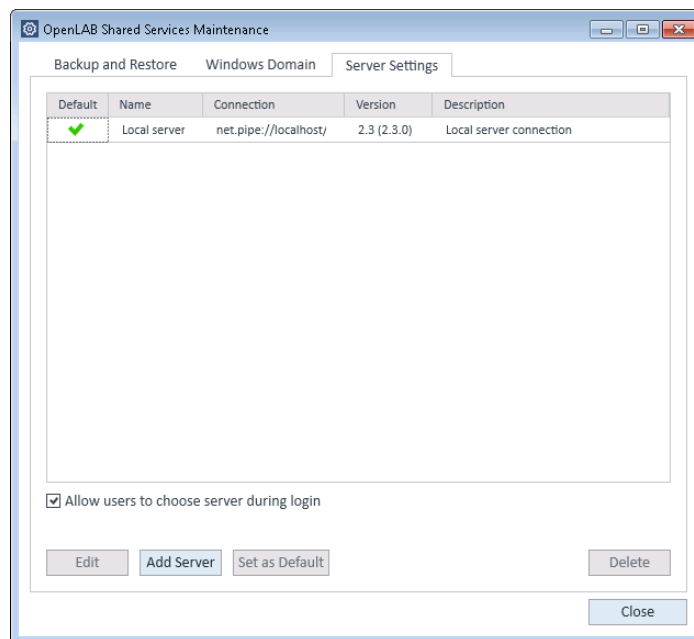 OpenLAB Shared Services Maintenance
Backup and Restore Windows Domain Server Settings
Default Name Connection Version Description
Local server net.pipe://localhost/ 2.3 (2.3.0) Local server connection
Allow users to choose server during login
Edit Add Server Set as Default Delete
Close